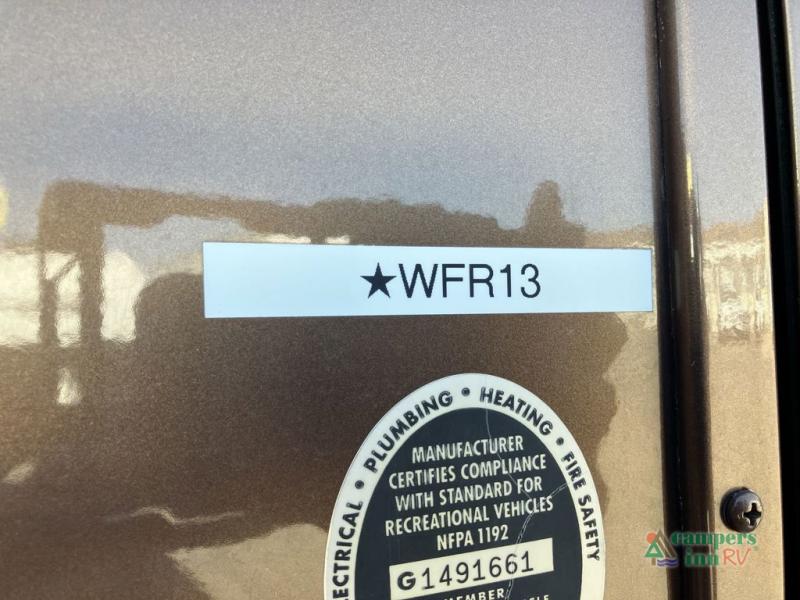 ★WFR13
ELECTRICAL • PLUMBING • HEATING • FIRE SAFETY
MANUFACTURER
CERTIFIES COMPLIANCE
WITH STANDARD FOR
RECREATIONAL VEHICLES
NFPA 1192
G1491661
MEMBER
campers
inn RV